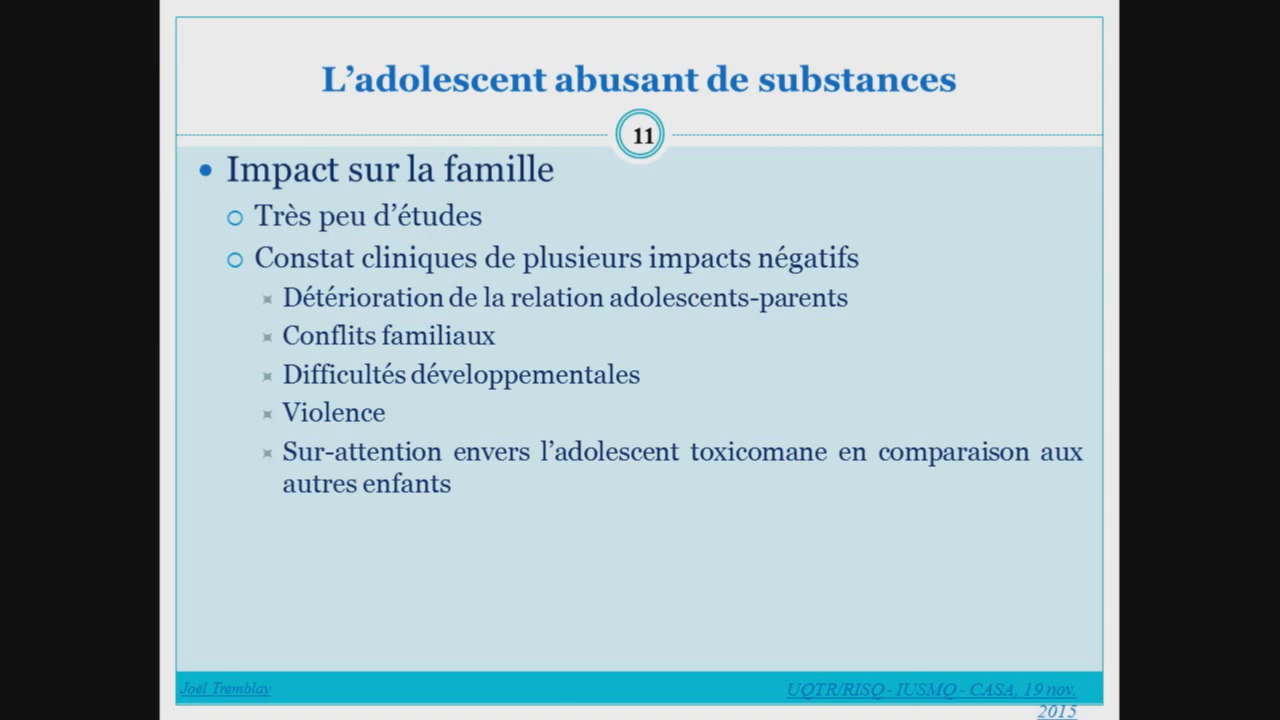 L’adolescent abusant de substances
11
Impact sur la famille
Très peu d’études
Constat cliniques de plusieurs impacts négatifs
Détérioration de la relation adolescents-parents
Conflits familiaux
Difficultés développementales
Violence
Sur-attention envers l’adolescent toxicomane en comparaison aux
autres enfants
Joël Tremblay
UQTR/RISQ - IUSMQ - CASA, 19 nov.
2015